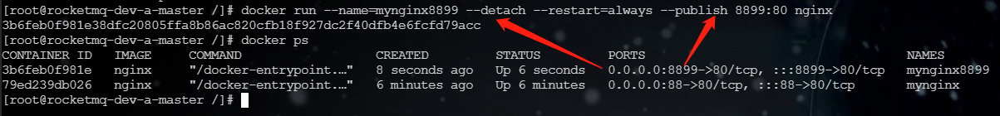 [root@rocketmq-dev-a-master /]# docker run --name=mynginx8899 --detach --restart=always --publish 8899:80 nginx
3b6feb0f981e38dfc20805ffa8b86ac820cfb18f927dc2f40dfb4e6fcfd79acc
[root@rocketmq-dev-a-master /]# docker ps
CONTAINER ID IMAGE COMMAND CREATED STATUS PORTS NAMES
3b6feb0f981e nginx "/docker-entrypoint.…" 8 seconds ago Up 6 seconds 0.0.0.0:8899->80/tcp, :::8899->80/tcp mynginx8899
79ed239db026 nginx "/docker-entrypoint.…" 6 minutes ago Up 6 minutes 0.0.0.0:88->80/tcp, :::88->80/tcp mynginx
[root@rocketmq-dev-a-master /]#